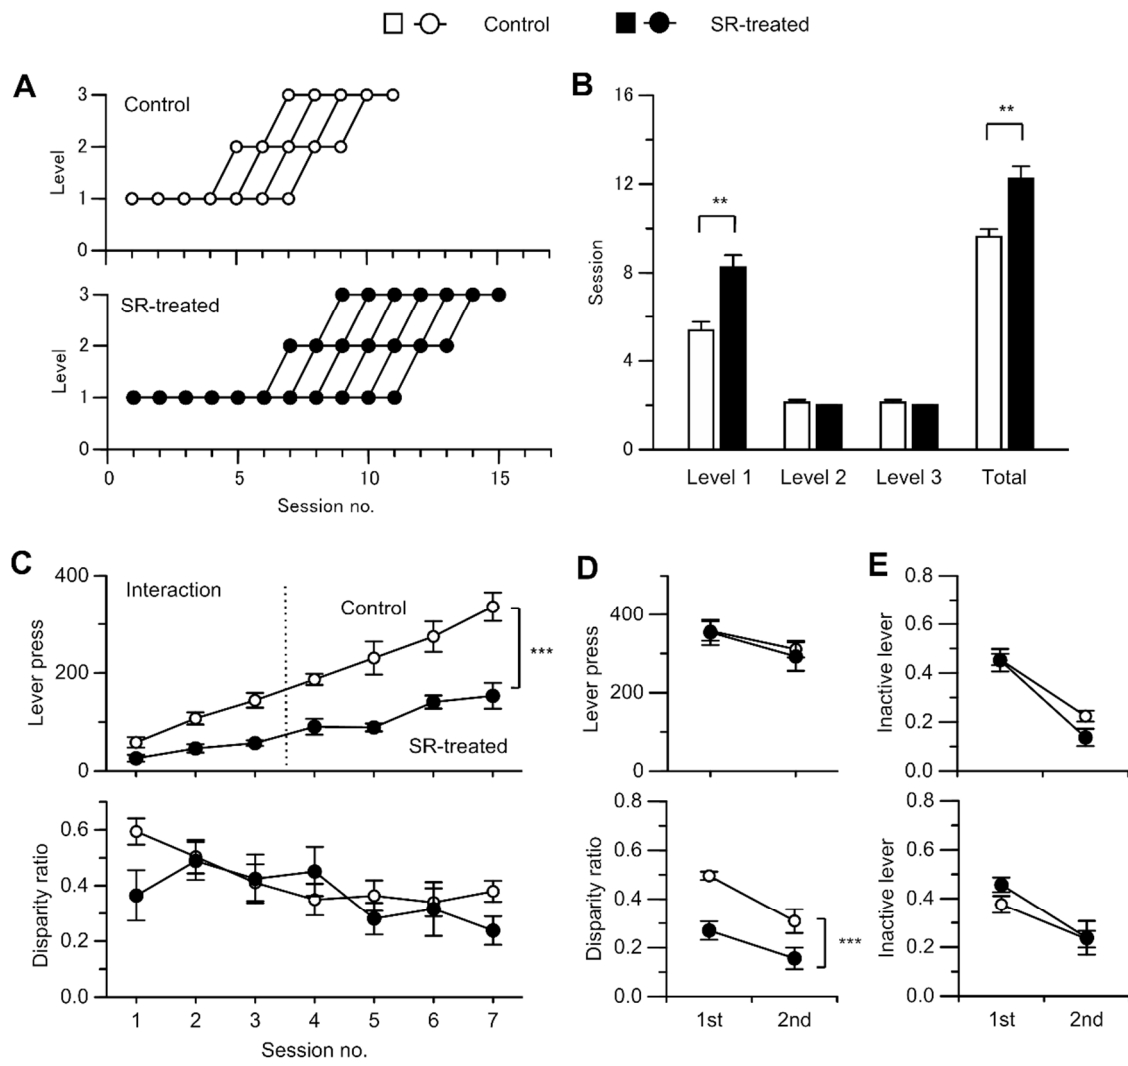 Control SR-treated
A
Control
Level
3
2
1
0
SR-treated
Level
3
2
1
0
0 5 10 15
Session no.
B
Session
16
12
8
4
0
** **
Level 1 Level 2 Level 3 Total
C
Lever press
400
200
0
Interaction
Control
***
SR-treated
Disparity ratio
0.6
0.4
0.2
0.0
1 2 3 4 5 6 7
Session no.
D
Lever press
400
200
0
Disparity ratio
0.8
0.6
0.4
0.2
0.0
***
1st 2nd
E
Inactive lever
0.8
0.6
0.4
0.2
0.0
Inactive lever
0.8
0.6
0.4
0.2
0.0
1st 2nd